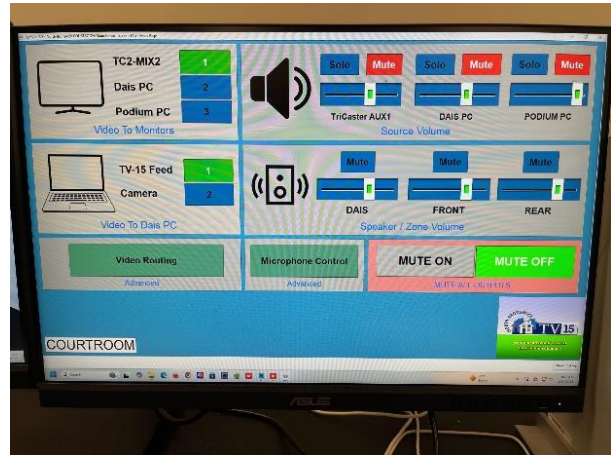 TC2-MIX2 1
Dais PC 2
Podium PC 3
Video To Monitors
Solo Mute Solo Mute Solo Mute
TriCaster AUX1 DAIS PC PODIUM PC
Source Volume
TV-15 Feed 1
Camera 2
Video To Dais PC
Mute Mute Mute
DAIS FRONT REAR
Speaker / Zone Volume
Video Routing
Advanced
Microphone Control
Advanced
MUTE ON MUTE OFF
MUTE ALL OUTPUTS
TV 15
COURTROOM
Search
ASUS